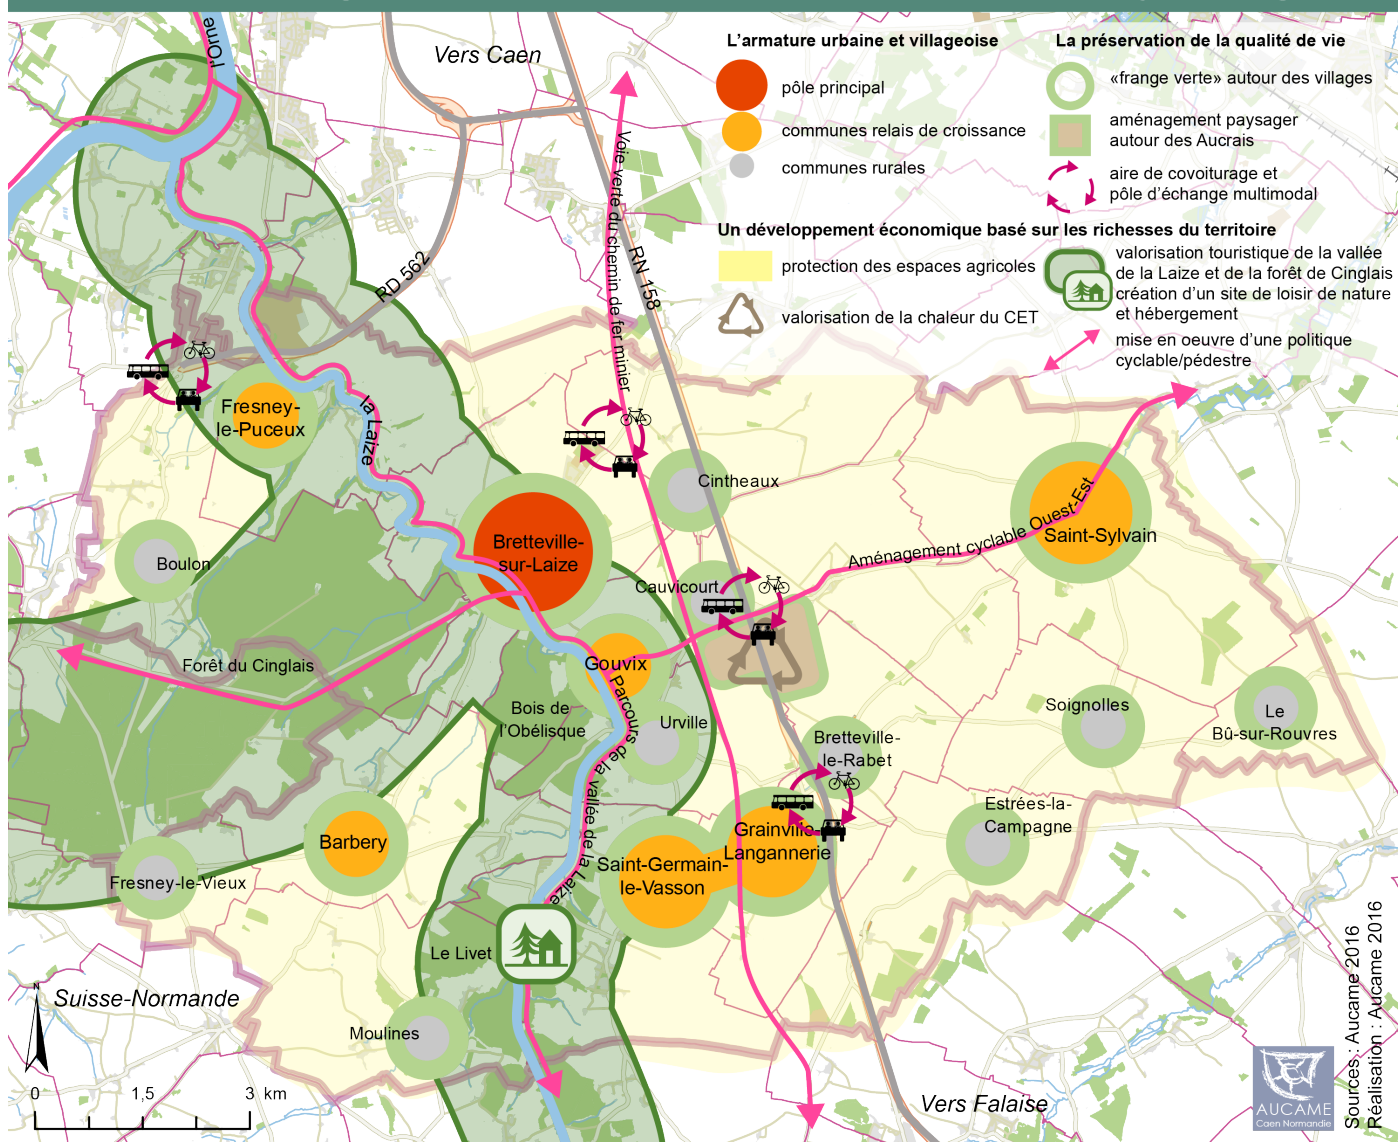 L'armature urbaine et villageoise
pôle principal
communes relais de croissance
communes rurales
La préservation de la qualité de vie
«frange verte» autour des villages
aménagement paysager
autour des Aucrais
aire de covoiturage et
pôle d'échange multimodal
Un développement économique basé sur les richesses du territoire
protection des espaces agricoles
valorisation de la chaleur du CET
valorisation touristique de la vallée
de la Laize et de la forêt de Cinglais
création d'un site de loisir de nature
et hébergement
mise en oeuvre d'une politique
cyclable/pédestre
l'Orne
Vers Caen
Voie verte du chemin de fer minier
RN 158
RD 562
la Laize
Fresney-
le-Puceux
Cintheaux
Bretteville-
sur-Laize
Boulon
Aménagement cyclable Ouest-Est
Saint-Sylvain
Cauvicourt
Forêt du Cinglais
Gouvix
Parcours de la vallée de la Laize
Bois de
l'Obélisque
Urville
Bretteville-
le-Rabet
Soignolles
Le
Bû-sur-Rouvres
Estrées-la-
Campagne
Barbery
Grainville-
Langannerie
Saint-Germain-
le-Vasson
Fresney-le-Vieux
Le Livet
Suisse-Normande
Moulines
N
0 1,5 3 km
Vers Falaise
AUCAME
Caen Normandie
Sources : Aucame 2016
Réalisation : Aucame 2016